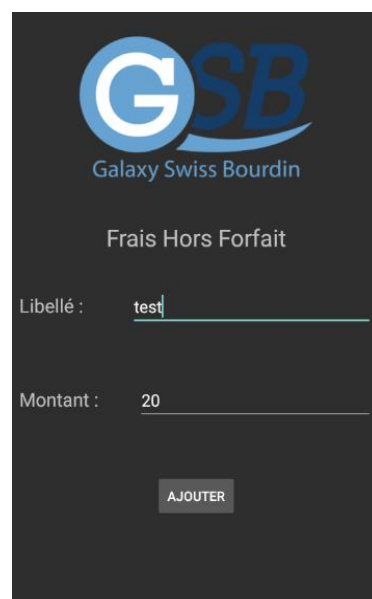 GSB
Galaxy Swiss Bourdin
Frais Hors Forfait
Libellé : test
Montant : 20
AJOUTER